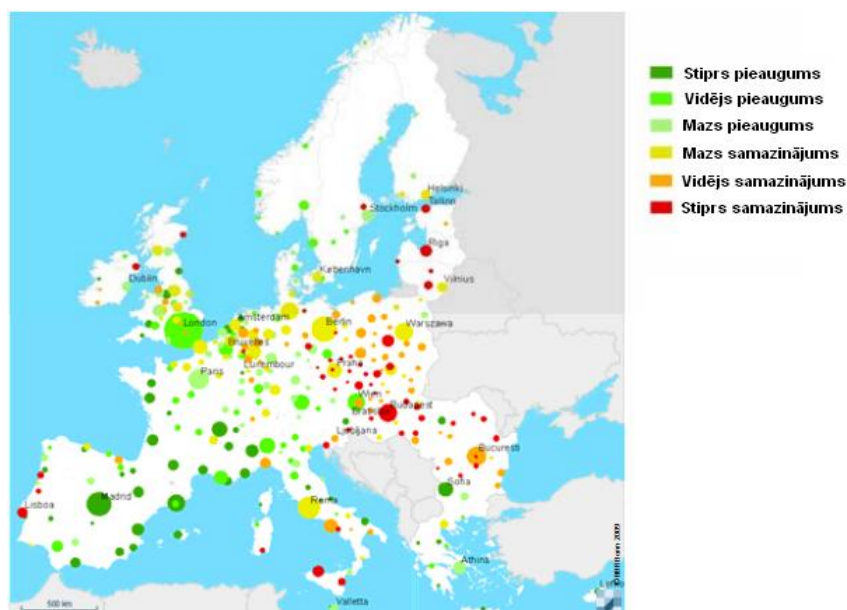 Stiprs pieaugums
Vidējs pieaugums
Mazs pieaugums
Mazs samazinājums
Vidējs samazinājums
Stiprs samazinājums
Helsinki
Tallon
Stockholm
Riga
Dublin
København
Vilnius
London
Amsterdam
Berlin
Warszawa
Bruxelles
Luxembourg
Paris
Praha
Wien
Bratislava
Budapest
Ljubljana
Bucuresti
Sofia
Madrid
Roma
Lisboa
Athina
Valletta
500 km